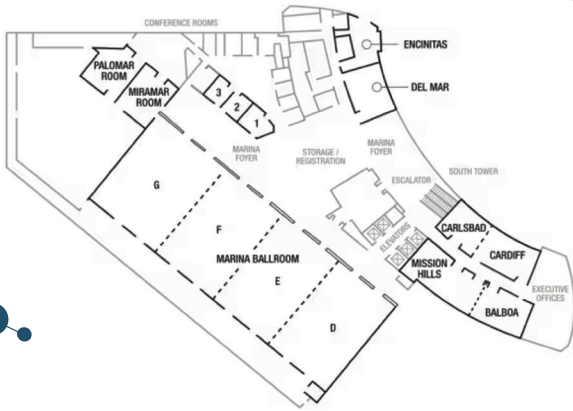 CONFERENCE ROOMS
ENCINITAS
PALOMAR
ROOM
MIRAMAR
ROOM
DEL MAR
3
2
1
MARINA
FOYER
STORAGE /
REGISTRATION
MARINA
FOYER
ESCALATOR
SOUTH TOWER
G
F
MARINA BALLROOM
E
D
ELEVATORS
CARLSBAD
CARDIFF
MISSION
HILLS
BALBOA
EXECUTIVE
OFFICES